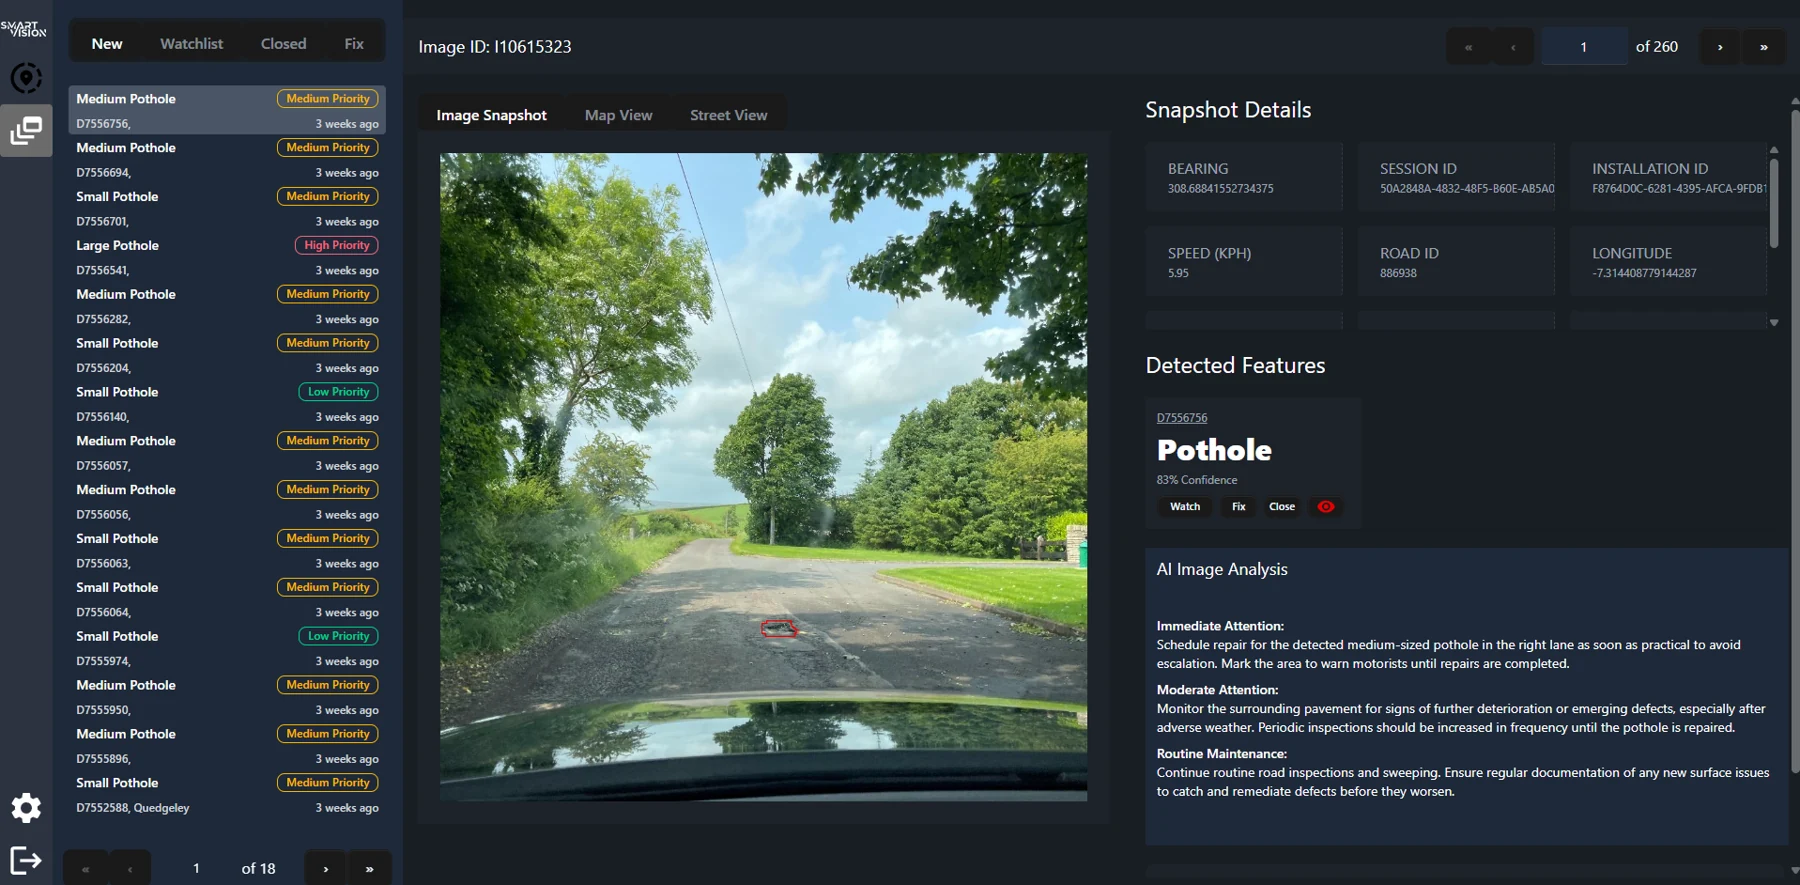 SMART
VISION
New Watchlist Closed Fix
Medium Pothole Medium Priority
D7556756, 3 weeks ago
Medium Pothole Medium Priority
D7556694, 3 weeks ago
Small Pothole Medium Priority
D7556701, 3 weeks ago
Large Pothole High Priority
D7556541, 3 weeks ago
Medium Pothole Medium Priority
D7556282, 3 weeks ago
Small Pothole Medium Priority
D7556204, 3 weeks ago
Small Pothole Low Priority
D7556140, 3 weeks ago
Medium Pothole Medium Priority
D7556057, 3 weeks ago
Medium Pothole Medium Priority
D7556056, 3 weeks ago
Small Pothole Medium Priority
D7556063, 3 weeks ago
Small Pothole Medium Priority
D7556064, 3 weeks ago
Small Pothole Low Priority
D7555974, 3 weeks ago
Medium Pothole Medium Priority
D7555950, 3 weeks ago
Medium Pothole Medium Priority
D7555896, 3 weeks ago
Small Pothole Medium Priority
D7552588, Quedgeley 3 weeks ago
« ‹ 1 of 18 › »
Image ID: I10615323
« ‹ 1 of 260 › »
Image Snapshot Map View Street View
Snapshot Details
BEARING
308.68841552734375
SESSION ID
50A2848A-4832-48F5-B60E-AB5A0
INSTALLATION ID
F8764D0C-6281-4395-AFCA-9FDB1
SPEED (KPH)
5.95
ROAD ID
886938
LONGITUDE
-7.314408779144287
Detected Features
D7556756
Pothole
83% Confidence
Watch Fix Close
AI Image Analysis
Immediate Attention:
Schedule repair for the detected medium-sized pothole in the right lane as soon as practical to avoid
escalation. Mark the area to warn motorists until repairs are completed.
Moderate Attention:
Monitor the surrounding pavement for signs of further deterioration or emerging defects, especially after
adverse weather. Periodic inspections should be increased in frequency until the pothole is repaired.
Routine Maintenance:
Continue routine road inspections and sweeping. Ensure regular documentation of any new surface issues
to catch and remediate defects before they worsen.